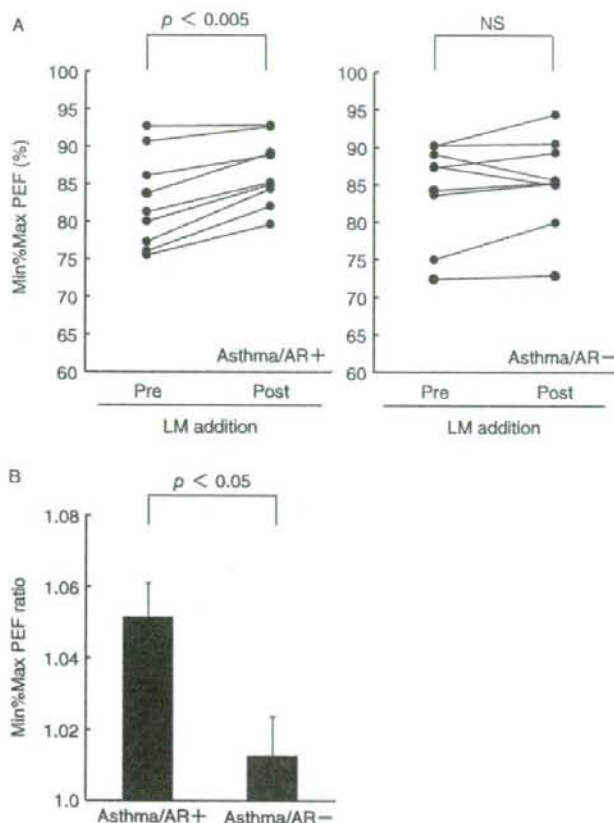 A
p < 0.005
NS
Min%Max PEF (%)
100
95
90
85
80
75
70
65
60
Asthma/AR+
Pre Post
LM addition
100
95
90
85
80
75
70
65
60
Asthma/AR−
Pre Post
LM addition
B
p < 0.05
Min%Max PEF ratio
1.08
1.06
1.04
1.02
1.0
Asthma/AR+ Asthma/AR−